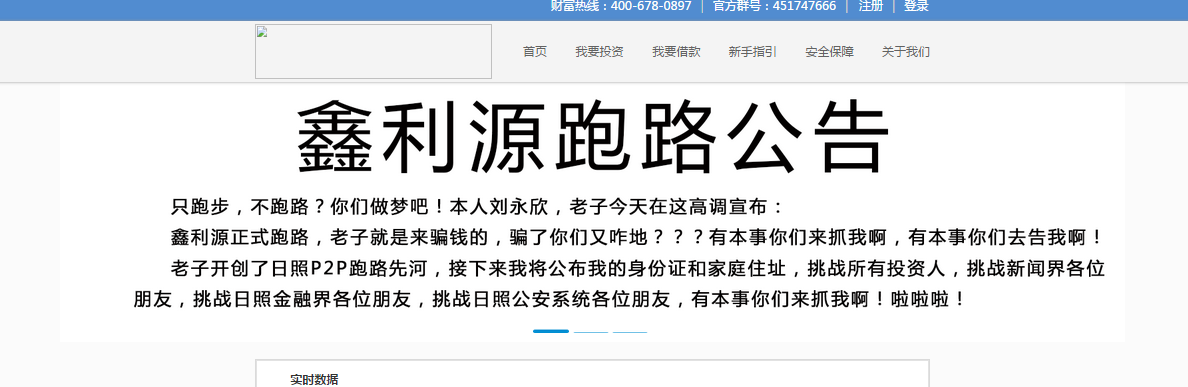 财富热线：400-678-0897 | 官方群号：451747666 | 注册 | 登录
首页 我要投资 我要借款 新手指引 安全保障 关于我们
鑫利源跑路公告
只跑步，不跑路？你们做梦吧！本人刘永欣，老子今天在这高调宣布：
鑫利源正式跑路，老子就是来骗钱的，骗了你们又咋地？？？有本事你们来抓我啊，有本事你们去告我啊！
老子开创了日照P2P跑路先河，接下来我将公布我的身份证和家庭住址，挑战所有投资人，挑战新闻界各位
朋友，挑战日照金融界各位朋友，挑战日照公安系统各位朋友，有本事你们来抓我啊！啦啦啦！
实时数据